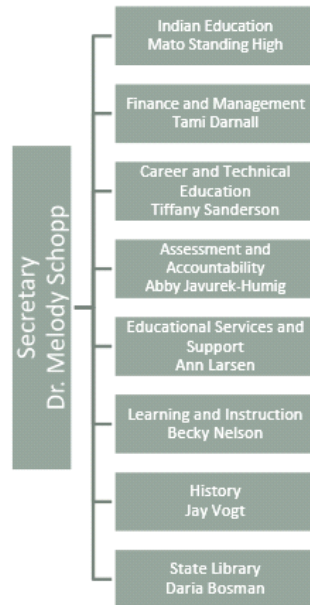 Secretary
Dr. Melody Schopp
Indian Education
Mato Standing High
Finance and Management
Tami Darnall
Career and Technical
Education
Tiffany Sanderson
Assessment and
Accountability
Abby Javurek-Humig
Educational Services and
Support
Ann Larsen
Learning and Instruction
Becky Nelson
History
Jay Vogt
State Library
Daria Bosman